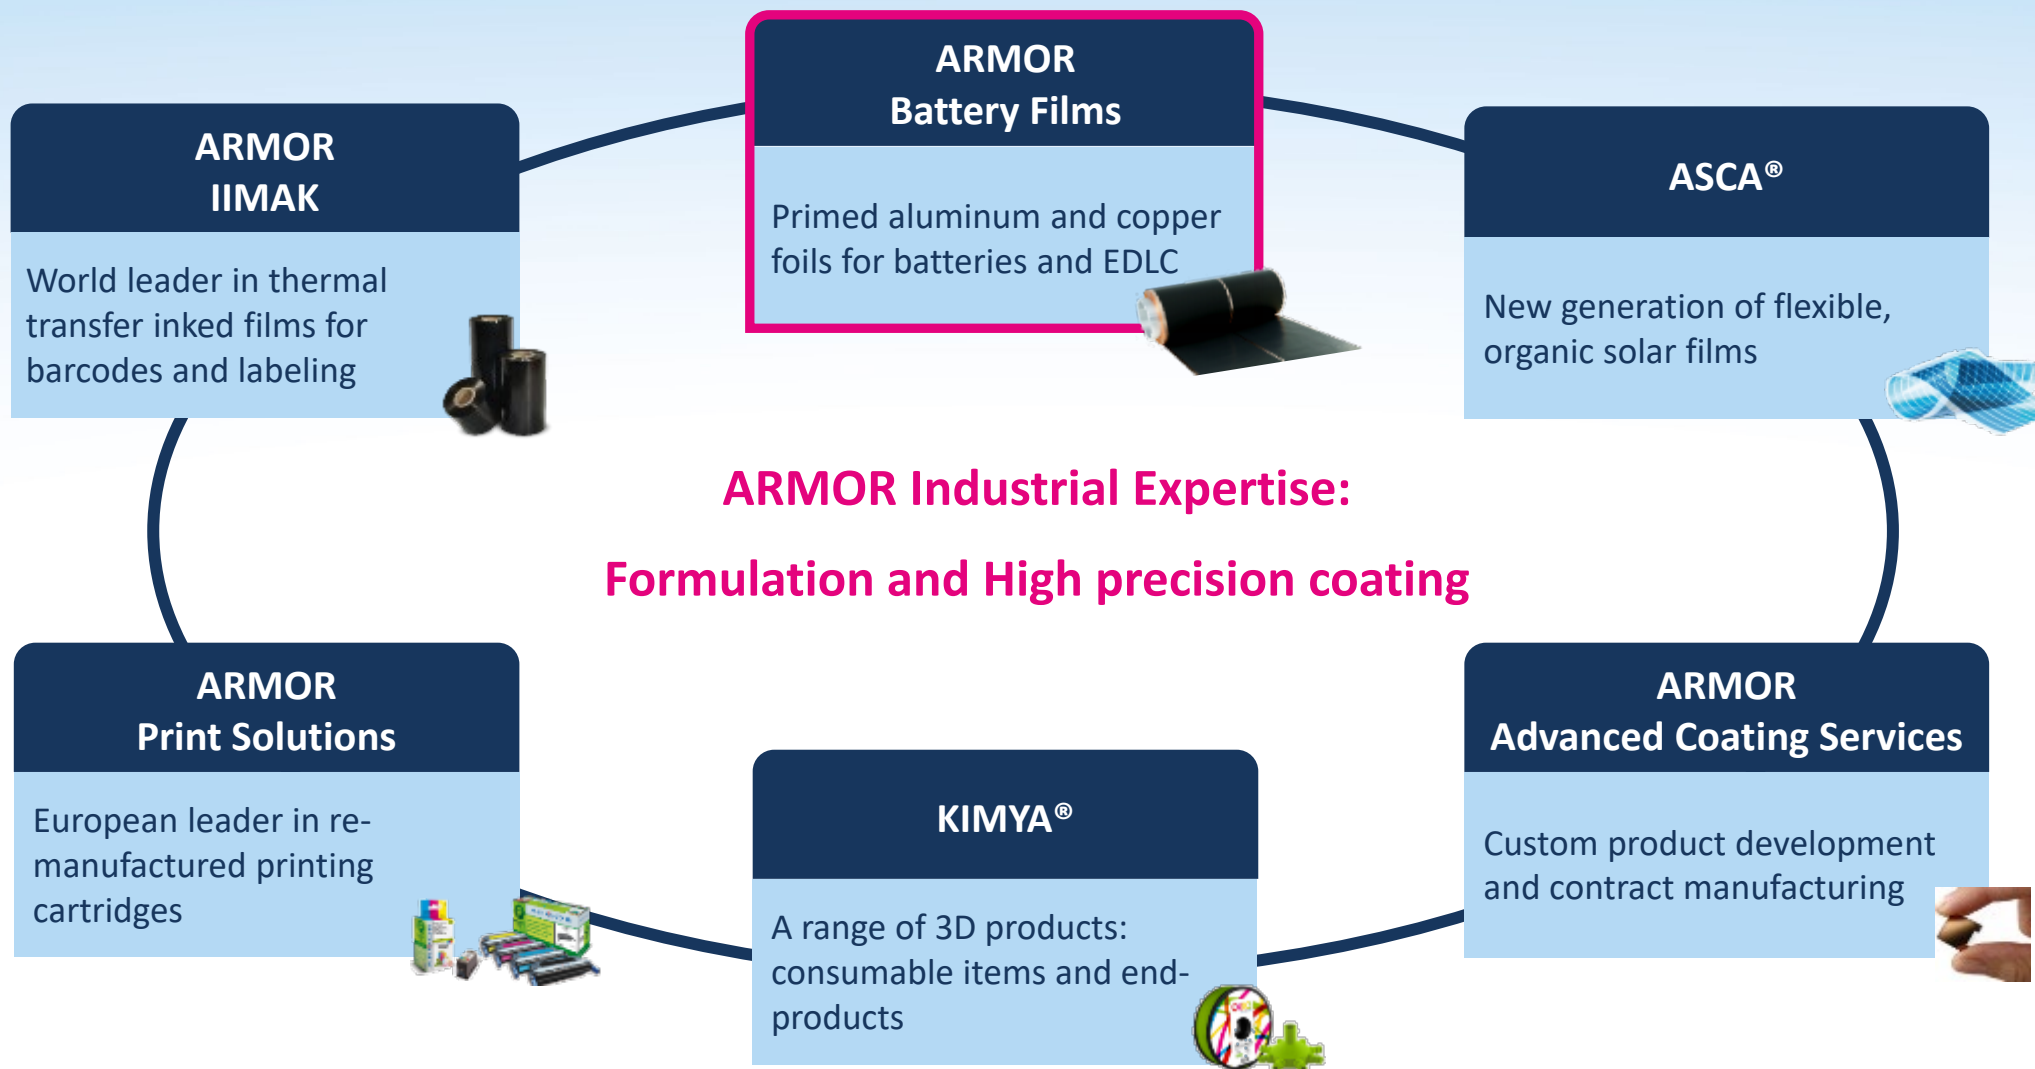 ARMOR
Battery Films
Primed aluminum and copper
foils for batteries and EDLC
ARMOR
IIMAK
World leader in thermal
transfer inked films for
barcodes and labeling
ASCA®
New generation of flexible,
organic solar films
ARMOR Industrial Expertise:
Formulation and High precision coating
ARMOR
Print Solutions
European leader in re-
manufactured printing
cartridges
KIMYA®
A range of 3D products:
consumable items and end-
products
ARMOR
Advanced Coating Services
Custom product development
and contract manufacturing